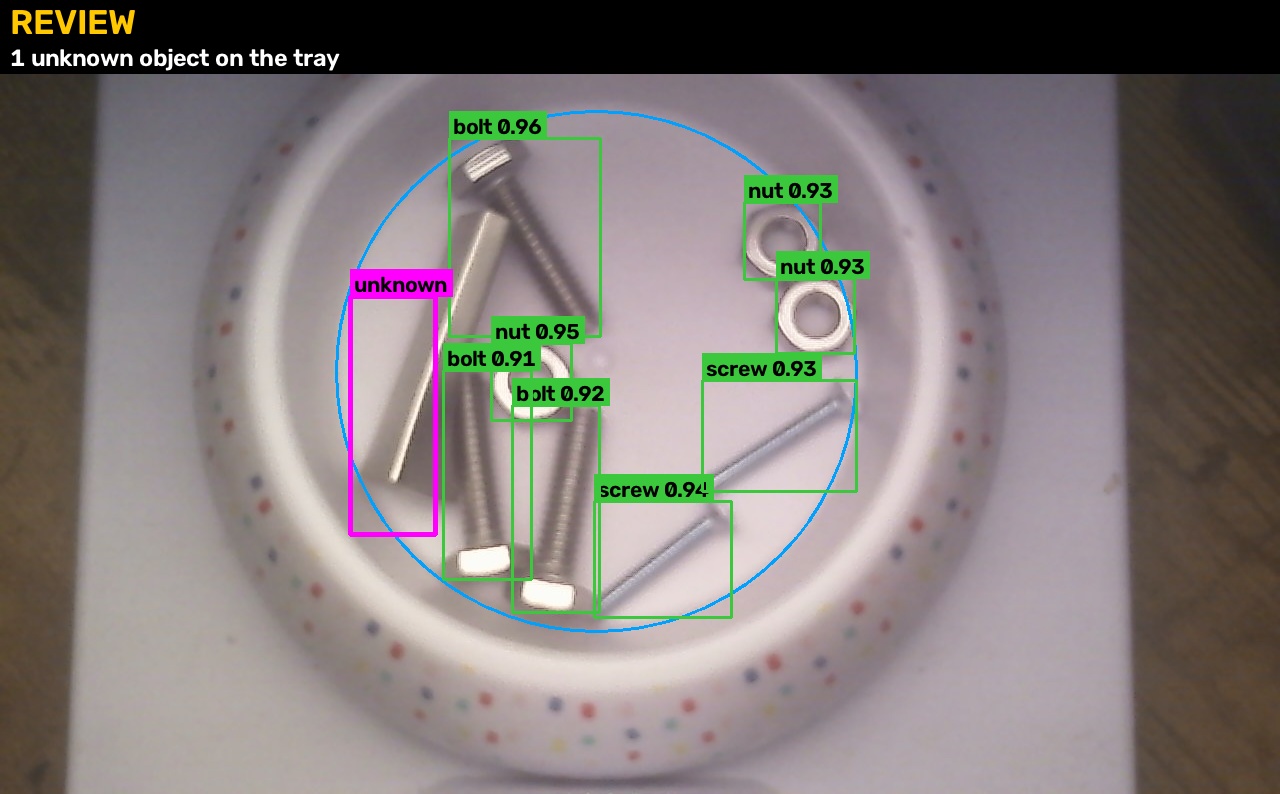 REVIEW
1 unknown object on the tray
bolt 0.96
nut 0.93
nut 0.93
unknown
nut 0.95
bolt 0.91
screw 0.93
bolt 0.92
screw 0.94